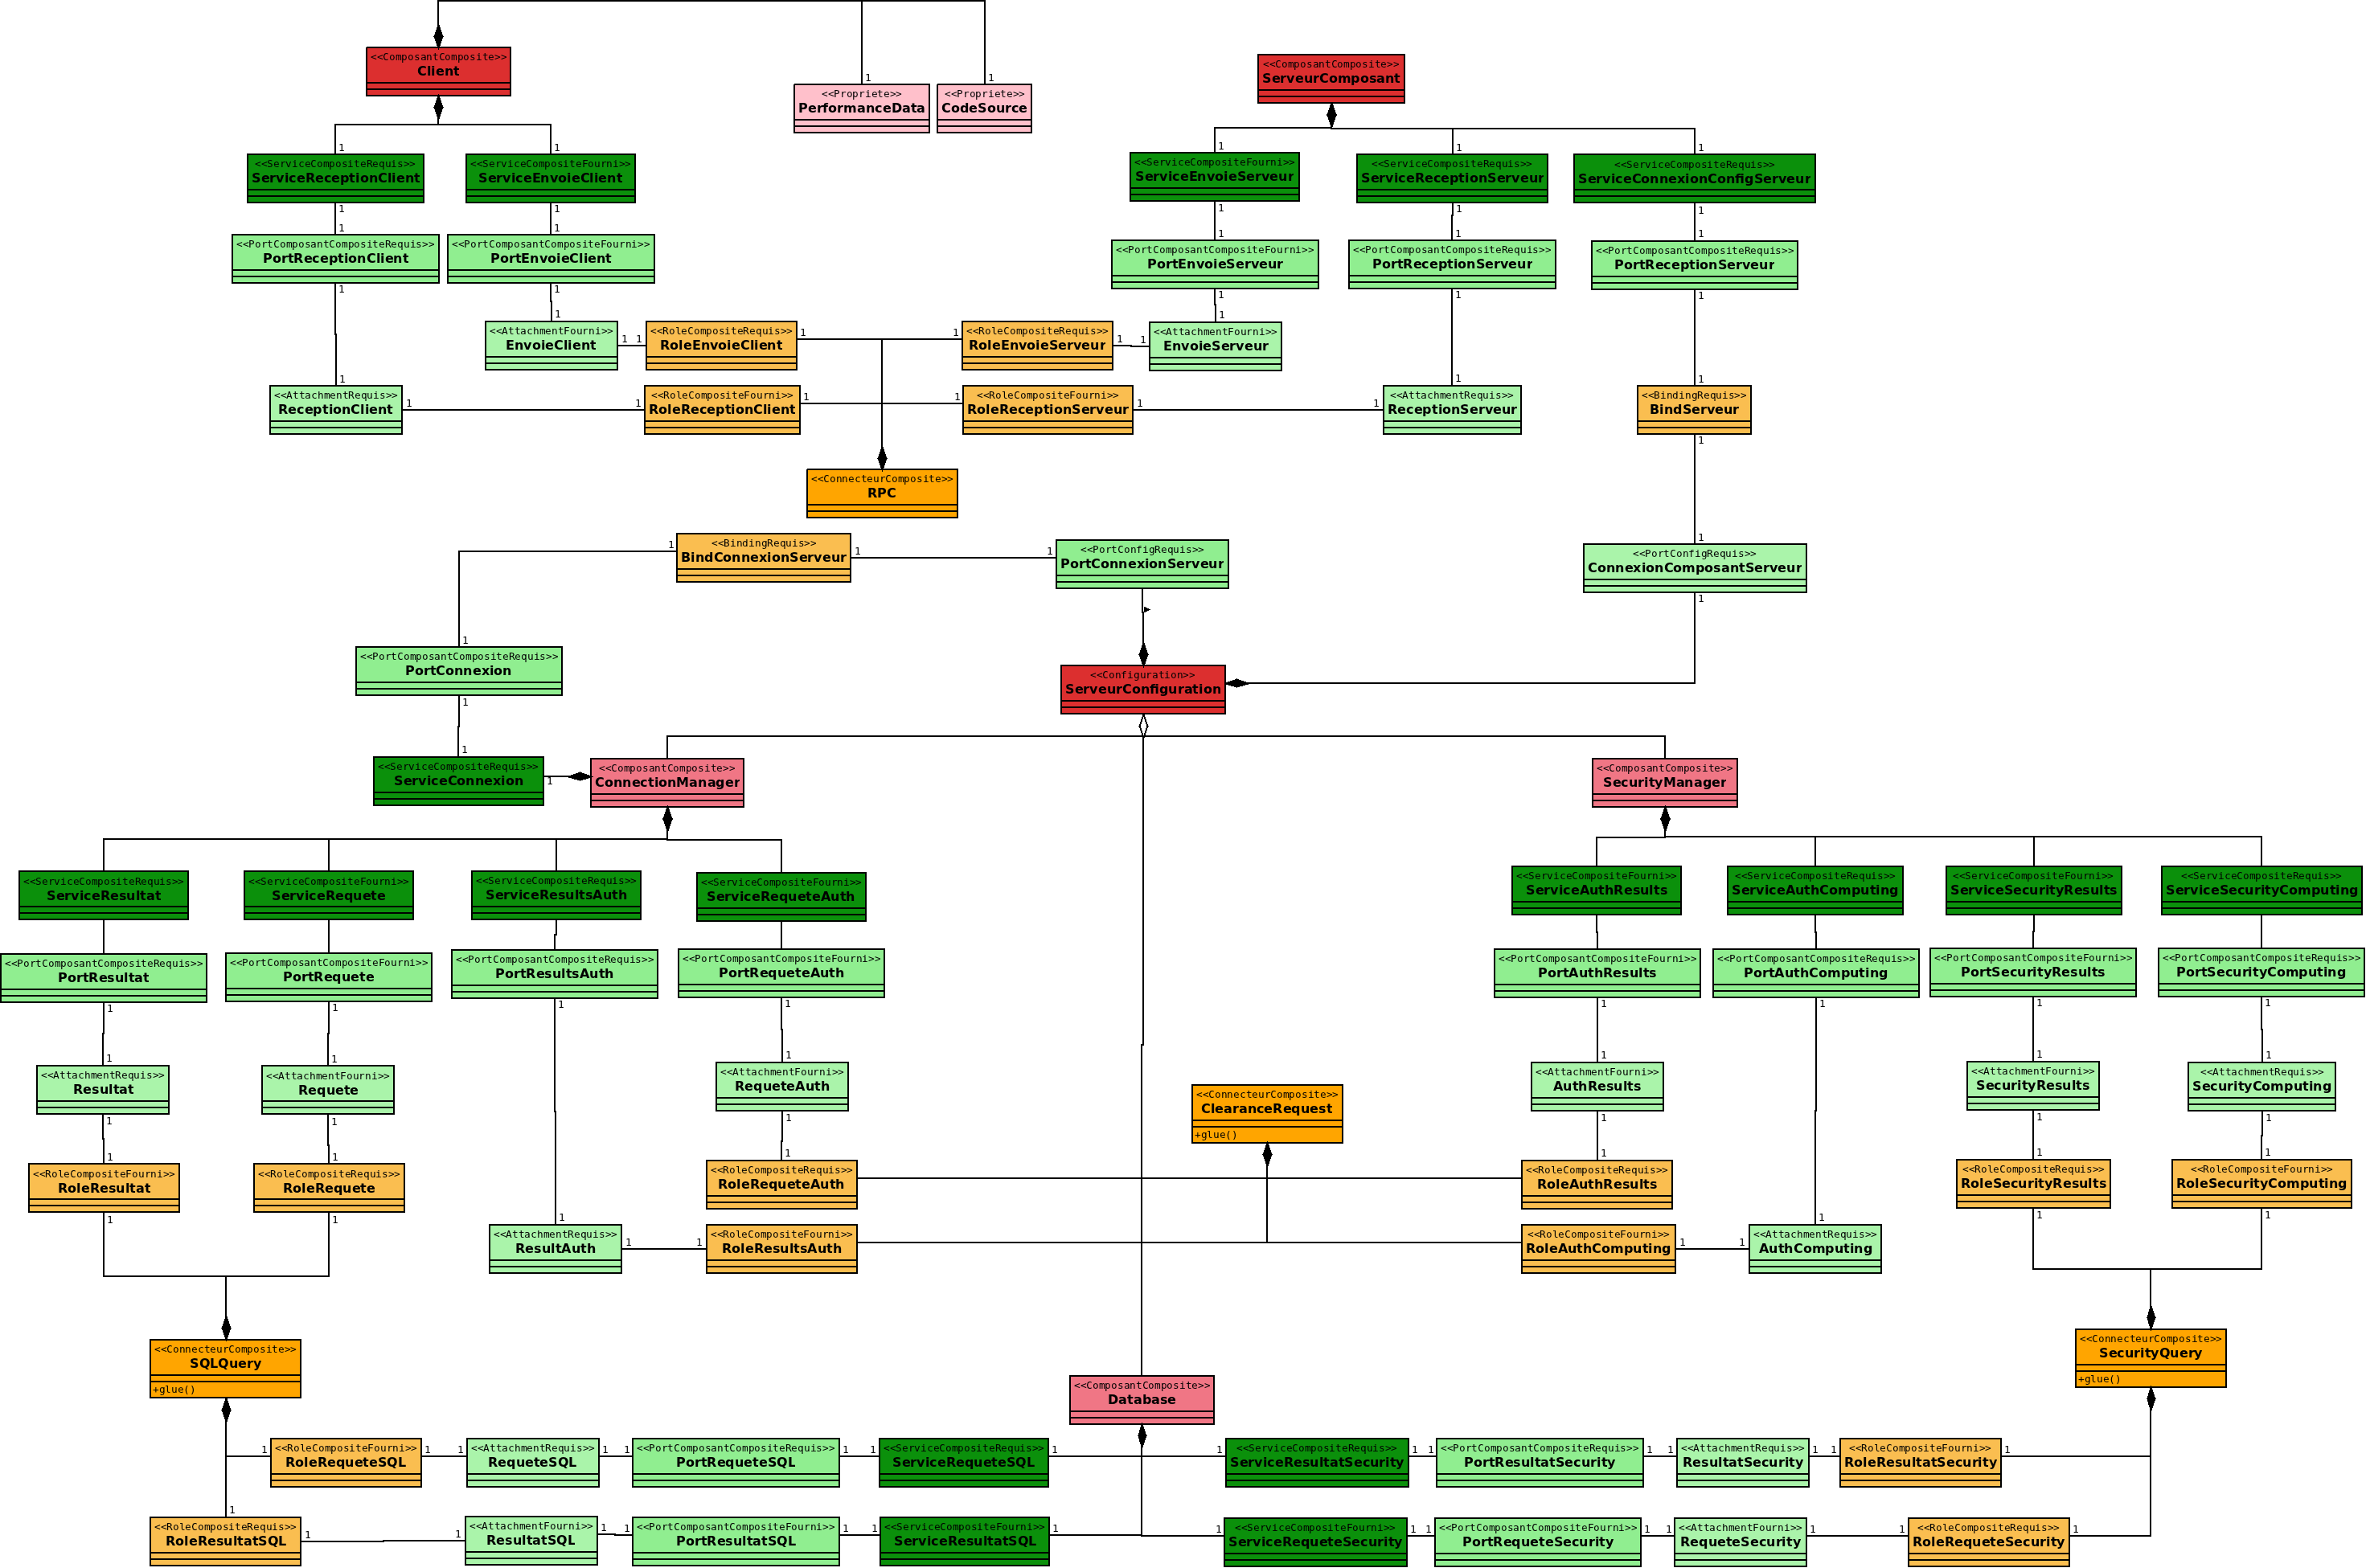 <<ComposantComposite>>
Client
1
1
<<Propriete>>
PerformanceData
<<Propriete>>
CodeSource
<<ComposantComposite>>
ServeurComposant
1
1
1
1
1
<<ServiceCompositeRequis>>
ServiceReceptionClient
<<ServiceCompositeFourni>>
ServiceEnvoieClient
<<ServiceCompositeFourni>>
ServiceEnvoieServeur
<<ServiceCompositeRequis>>
ServiceReceptionServeur
<<ServiceCompositeRequis>>
ServiceConnexionConfigServeur
1
1
1
1
1
1
1
1
1
1
<<PortComposantCompositeRequis>>
PortReceptionClient
<<PortComposantCompositeFourni>>
PortEnvoieClient
<<PortComposantCompositeFourni>>
PortEnvoieServeur
<<PortComposantCompositeRequis>>
PortReceptionServeur
<<PortComposantCompositeRequis>>
PortReceptionServeur
1
1
1
1
1
1
1
<<AttachmentFourni>>
EnvoieClient
1
1
<<RoleCompositeRequis>>
RoleEnvoieClient
1
1
<<RoleCompositeRequis>>
RoleEnvoieServeur
1
1
<<AttachmentFourni>>
EnvoieServeur
1
1
1
<<AttachmentRequis>>
ReceptionClient
1
1
<<RoleCompositeFourni>>
RoleReceptionClient
1
1
<<RoleCompositeFourni>>
RoleReceptionServeur
1
1
<<AttachmentRequis>>
ReceptionServeur
<<BindingRequis>>
BindServeur
1
<<ConnecteurComposite>>
RPC
1
<<BindingRequis>>
BindConnexionServeur
1
1
<<PortConfigRequis>>
PortConnexionServeur
1
<<PortConfigRequis>>
ConnexionComposantServeur
1
1
<<PortComposantCompositeRequis>>
PortConnexion
1
<<Configuration>>
ServeurConfiguration
1
<<ServiceCompositeRequis>>
ServiceConnexion
1
<<ComposantComposite>>
ConnectionManager
<<ComposantComposite>>
SecurityManager
<<ServiceCompositeRequis>>
ServiceResultat
<<ServiceCompositeFourni>>
ServiceRequete
<<ServiceCompositeRequis>>
ServiceResultsAuth
<<ServiceCompositeFourni>>
ServiceRequeteAuth
<<ServiceCompositeFourni>>
ServiceAuthResults
<<ServiceCompositeRequis>>
ServiceAuthComputing
<<ServiceCompositeFourni>>
ServiceSecurityResults
<<ServiceCompositeRequis>>
ServiceSecurityComputing
<<PortComposantCompositeRequis>>
PortResultat
<<PortComposantCompositeFourni>>
PortRequete
<<PortComposantCompositeRequis>>
PortResultsAuth
<<PortComposantCompositeFourni>>
PortRequeteAuth
<<PortComposantCompositeFourni>>
PortAuthResults
<<PortComposantCompositeRequis>>
PortAuthComputing
<<PortComposantCompositeFourni>>
PortSecurityResults
<<PortComposantCompositeRequis>>
PortSecurityComputing
1
1
1
1
1
1
1
1
1
1
1
1
1
1
<<AttachmentRequis>>
Resultat
<<AttachmentFourni>>
Requete
<<AttachmentFourni>>
RequeteAuth
<<ConnecteurComposite>>
ClearanceRequest
+glue()
<<AttachmentFourni>>
AuthResults
<<AttachmentFourni>>
SecurityResults
<<AttachmentRequis>>
SecurityComputing
1
1
1
1
1
1
1
1
1
1
1
1
<<RoleCompositeFourni>>
RoleResultat
<<RoleCompositeRequis>>
RoleRequete
<<RoleCompositeRequis>>
RoleRequeteAuth
<<RoleCompositeRequis>>
RoleAuthResults
<<RoleCompositeRequis>>
RoleSecurityResults
<<RoleCompositeFourni>>
RoleSecurityComputing
1
1
1
1
1
1
<<AttachmentRequis>>
ResultAuth
1
1
<<RoleCompositeFourni>>
RoleResultsAuth
<<RoleCompositeFourni>>
RoleAuthComputing
1
1
<<AttachmentRequis>>
AuthComputing
<<ConnecteurComposite>>
SQLQuery
+glue()
<<ConnecteurComposite>>
SecurityQuery
+glue()
<<ComposantComposite>>
Database
1
<<RoleCompositeFourni>>
RoleRequeteSQL
1
1
<<AttachmentRequis>>
RequeteSQL
1
1
<<PortComposantCompositeRequis>>
PortRequeteSQL
1
1
<<ServiceCompositeRequis>>
ServiceRequeteSQL
1
1
<<ServiceCompositeRequis>>
ServiceResultatSecurity
1
1
<<PortComposantCompositeRequis>>
PortResultatSecurity
1
1
<<AttachmentRequis>>
ResultatSecurity
1
1
<<RoleCompositeFourni>>
RoleResultatSecurity
1
1
<<RoleCompositeRequis>>
RoleResultatSQL
1
1
<<AttachmentFourni>>
ResultatSQL
1
1
<<PortComposantCompositeFourni>>
PortResultatSQL
1
1
<<ServiceCompositeFourni>>
ServiceResultatSQL
1
1
<<ServiceCompositeFourni>>
ServiceRequeteSecurity
1
1
<<PortComposantCompositeFourni>>
PortRequeteSecurity
1
1
<<AttachmentFourni>>
RequeteSecurity
1
1
<<RoleCompositeRequis>>
RoleRequeteSecurity
1